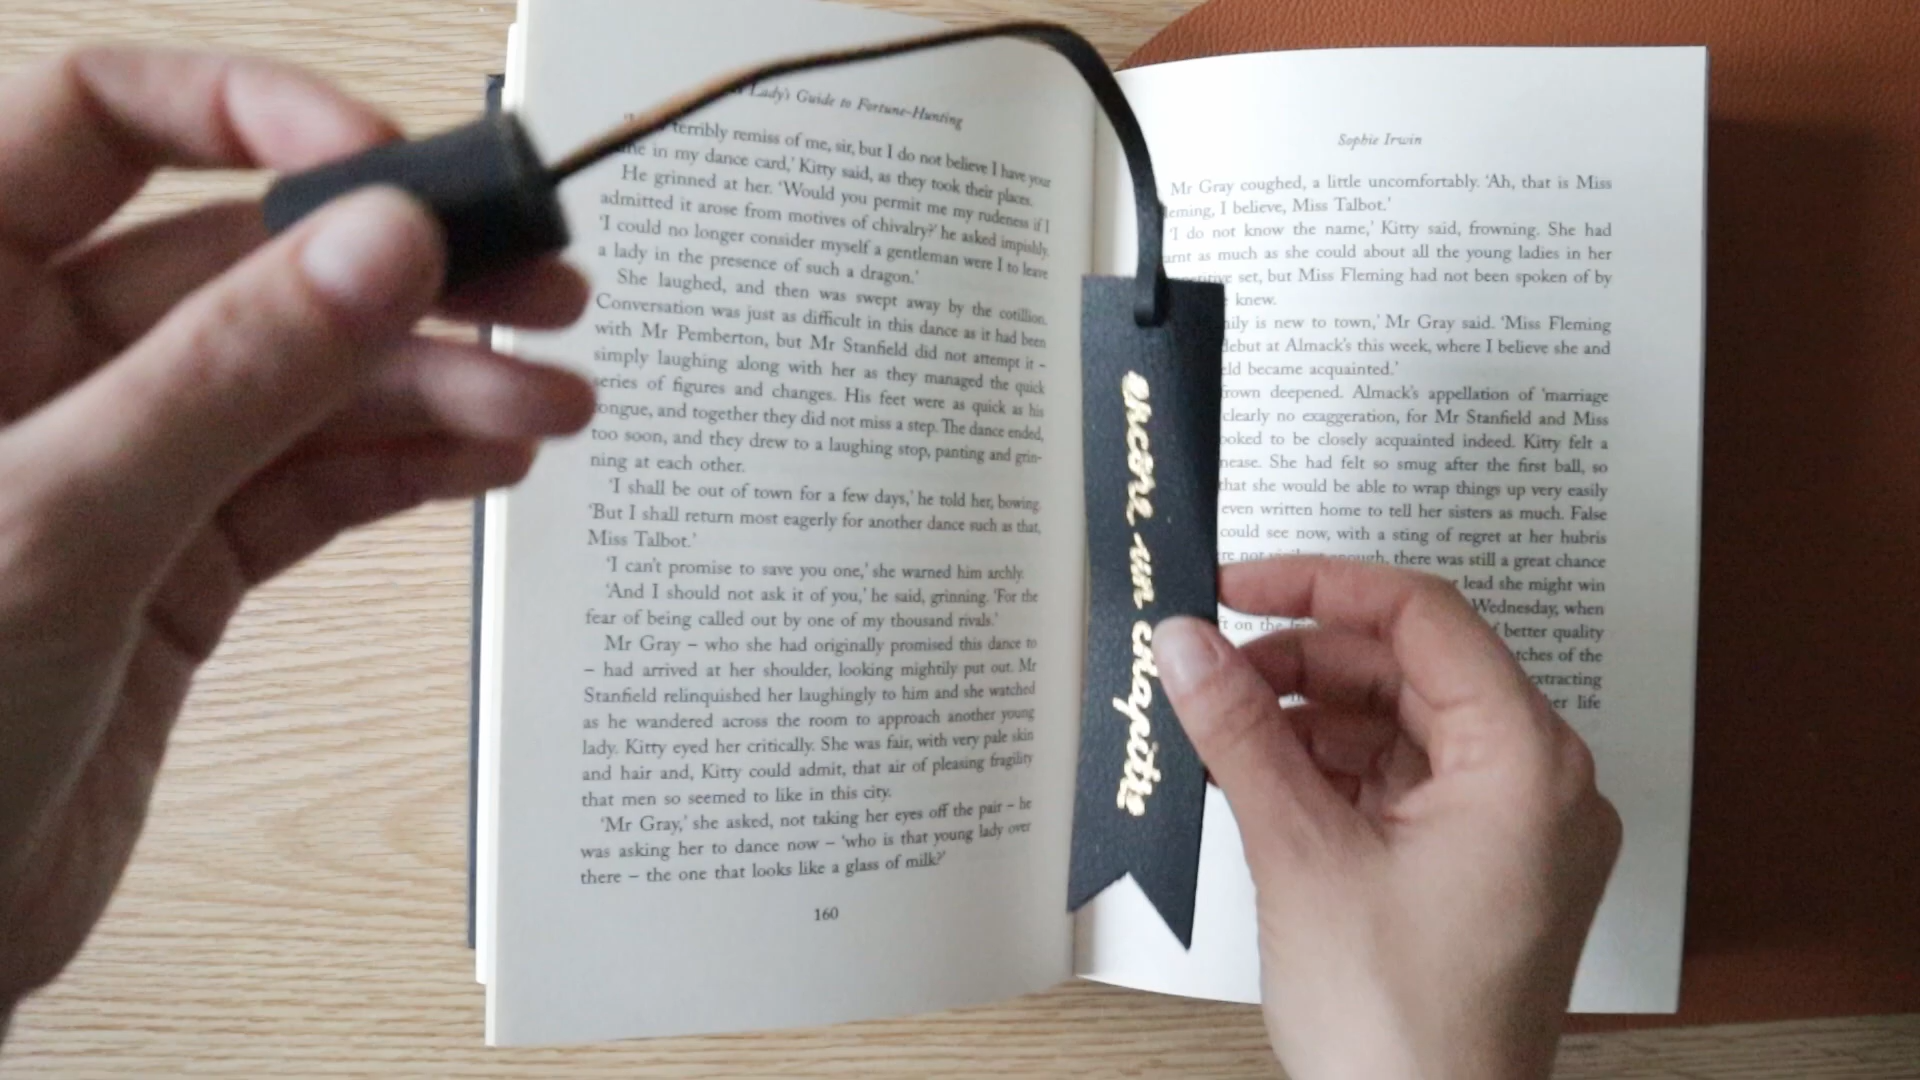 Lady's Guide to Fortune-Hunting
terribly remiss of me, sir, but I do not believe I have your
in my dance card,' Kitty said, as they took their places.
He grinned at her. 'Would you permit me my rudeness if I
admitted it arose from motives of chivalry?' he asked impishly.
'I could no longer consider myself a gentleman were I to leave
a lady in the presence of such a dragon.'
She laughed, and then was swept away by the cotillion.
Conversation was just as difficult in this dance as it had been
with Mr Pemberton, but Mr Stanfield did not attempt it –
simply laughing along with her as they managed the quick
series of figures and changes. His feet were as quick as his
tongue, and together they did not miss a step. The dance ended,
too soon, and they drew to a laughing stop, panting and grin-
ning at each other.
'I shall be out of town for a few days,' he told her, bowing.
'But I shall return most eagerly for another dance such as that,
Miss Talbot.'
'I can't promise to save you one,' she warned him archly.
'And I should not ask it of you,' he said, grinning. 'For the
fear of being called out by one of my thousand rivals.'
Mr Gray – who she had originally promised this dance to
– had arrived at her shoulder, looking mightily put out. Mr
Stanfield relinquished her laughingly to him and she watched
as he wandered across the room to approach another young
lady. Kitty eyed her critically. She was fair, with very pale skin
and hair and, Kitty could admit, that air of pleasing fragility
that men so seemed to like in this city.
'Mr Gray,' she asked, not taking her eyes off the pair – he
was asking her to dance now – 'who is that young lady over
there – the one that looks like a glass of milk?'
160
encore un chapitre
Sophie Irwin
Mr Gray coughed, a little uncomfortably. 'Ah, that is Miss
leming, I believe, Miss Talbot.'
'I do not know the name,' Kitty said, frowning. She had
arnt as much as she could about all the young ladies in her
set, but Miss Fleming had not been spoken of by
knew.
ily is new to town,' Mr Gray said. 'Miss Fleming
debut at Almack's this week, where I believe she and
eld became acquainted.'
frown deepened. Almack's appellation of 'marriage
clearly no exaggeration, for Mr Stanfield and Miss
ooked to be closely acquainted indeed. Kitty felt a
nease. She had felt so smug after the first ball, so
that she would be able to wrap things up very easily
even written home to tell her sisters as much. False
could see now, with a sting of regret at her hubris
re not enough, there was still a great chance
lead she might win
Wednesday, when
ft on the better quality
tches of the
extracting
her life